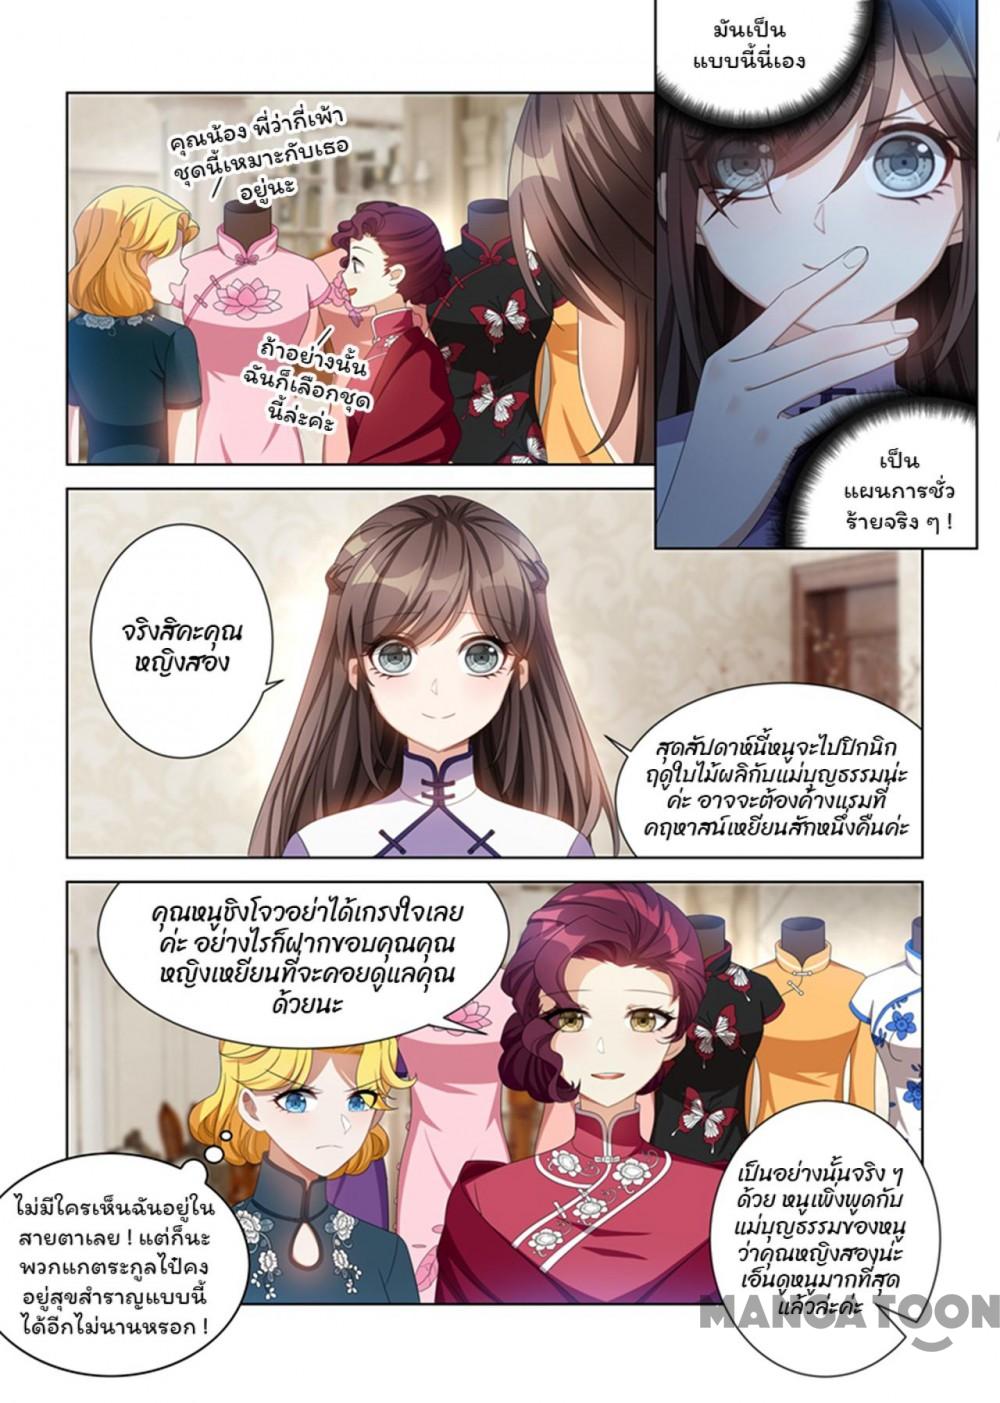 มันเป็น
แบบนี้นี่เอง
คุณน้อง พี่ว่ากี่เพ้า
ชุดนี้เหมาะกับเธอ
อยู่นะ
ถ้าอย่างนั้น
ฉันก็เลือกชุด
นี้ล่ะค่ะ
เป็น
แผนการชั่ว
ร้ายจริง ๆ !
จริงสิคะคุณ
หญิงสอง
สุดสัปดาห์นี้หนูจะไปปิกนิก
ฤดูใบไม้ผลิกับแม่บุญธรรมน่ะ
ค่ะ อาจจะต้องค้างแรมที่
คฤหาสน์เหยียนสักหนึ่งคืนค่ะ
คุณหนูชิงโจวอย่าได้เกรงใจเลย
ค่ะ อย่างไรก็ฝากขอบคุณคุณ
หญิงเหยียนที่จะคอยดูแลคุณ
ด้วยนะ
ไม่มีใครเห็นฉันอยู่ใน
สายตาเลย ! แต่ก็นะ
พวกแกตระกูลไป๋คง
อยู่สุขสำราญแบบนี้
ได้อีกไม่นานหรอก !
เป็นอย่างนั้นจริง ๆ
ด้วย หนูเพิ่งพูดกับ
แม่บุญธรรมของหนู
ว่าคุณหญิงสองน่ะ
เอ็นดูหนูมากที่สุด
แล้วล่ะค่ะ
MANGATOON